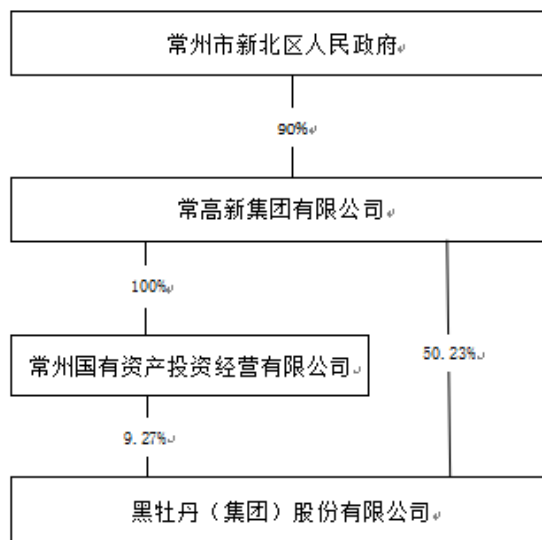 常州市新北区人民政府
90%
常高新集团有限公司
100%
50.23%
常州国有资产投资经营有限公司
9.27%
黑牡丹（集团）股份有限公司